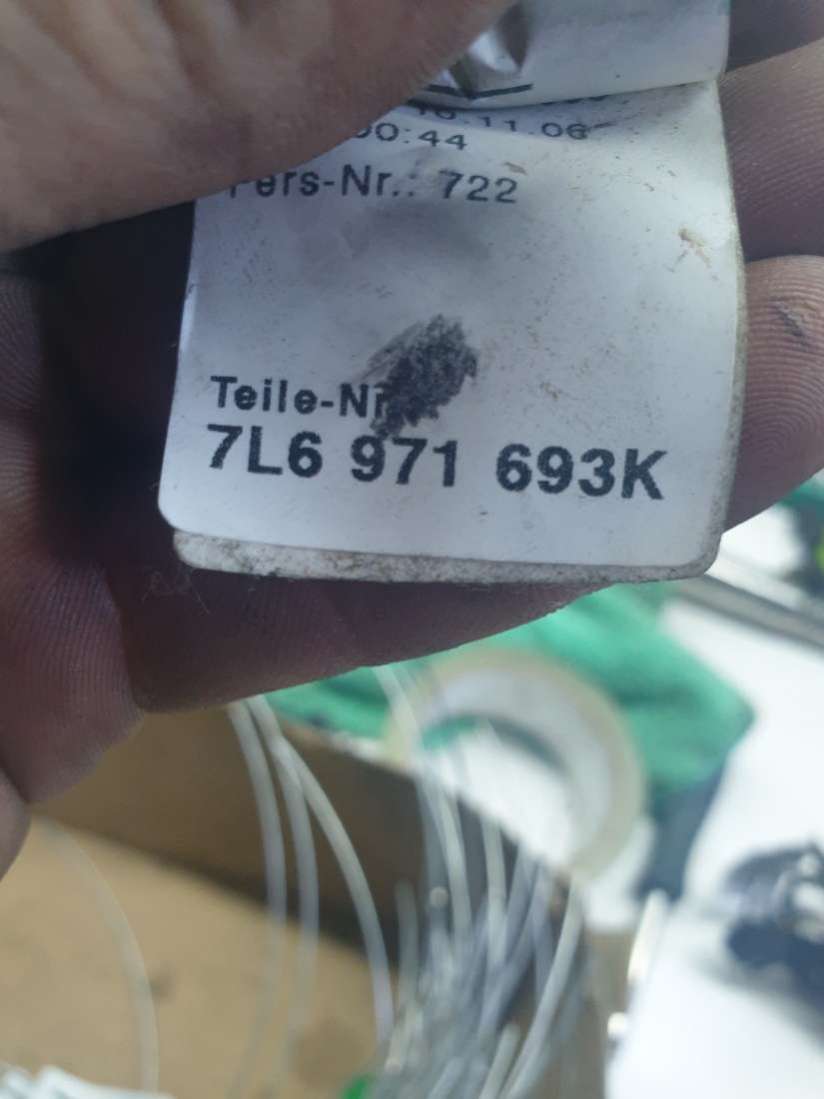 10.11.06
00:44
Pers-Nr.: 722
Teile-Nr
7L6 971 693K